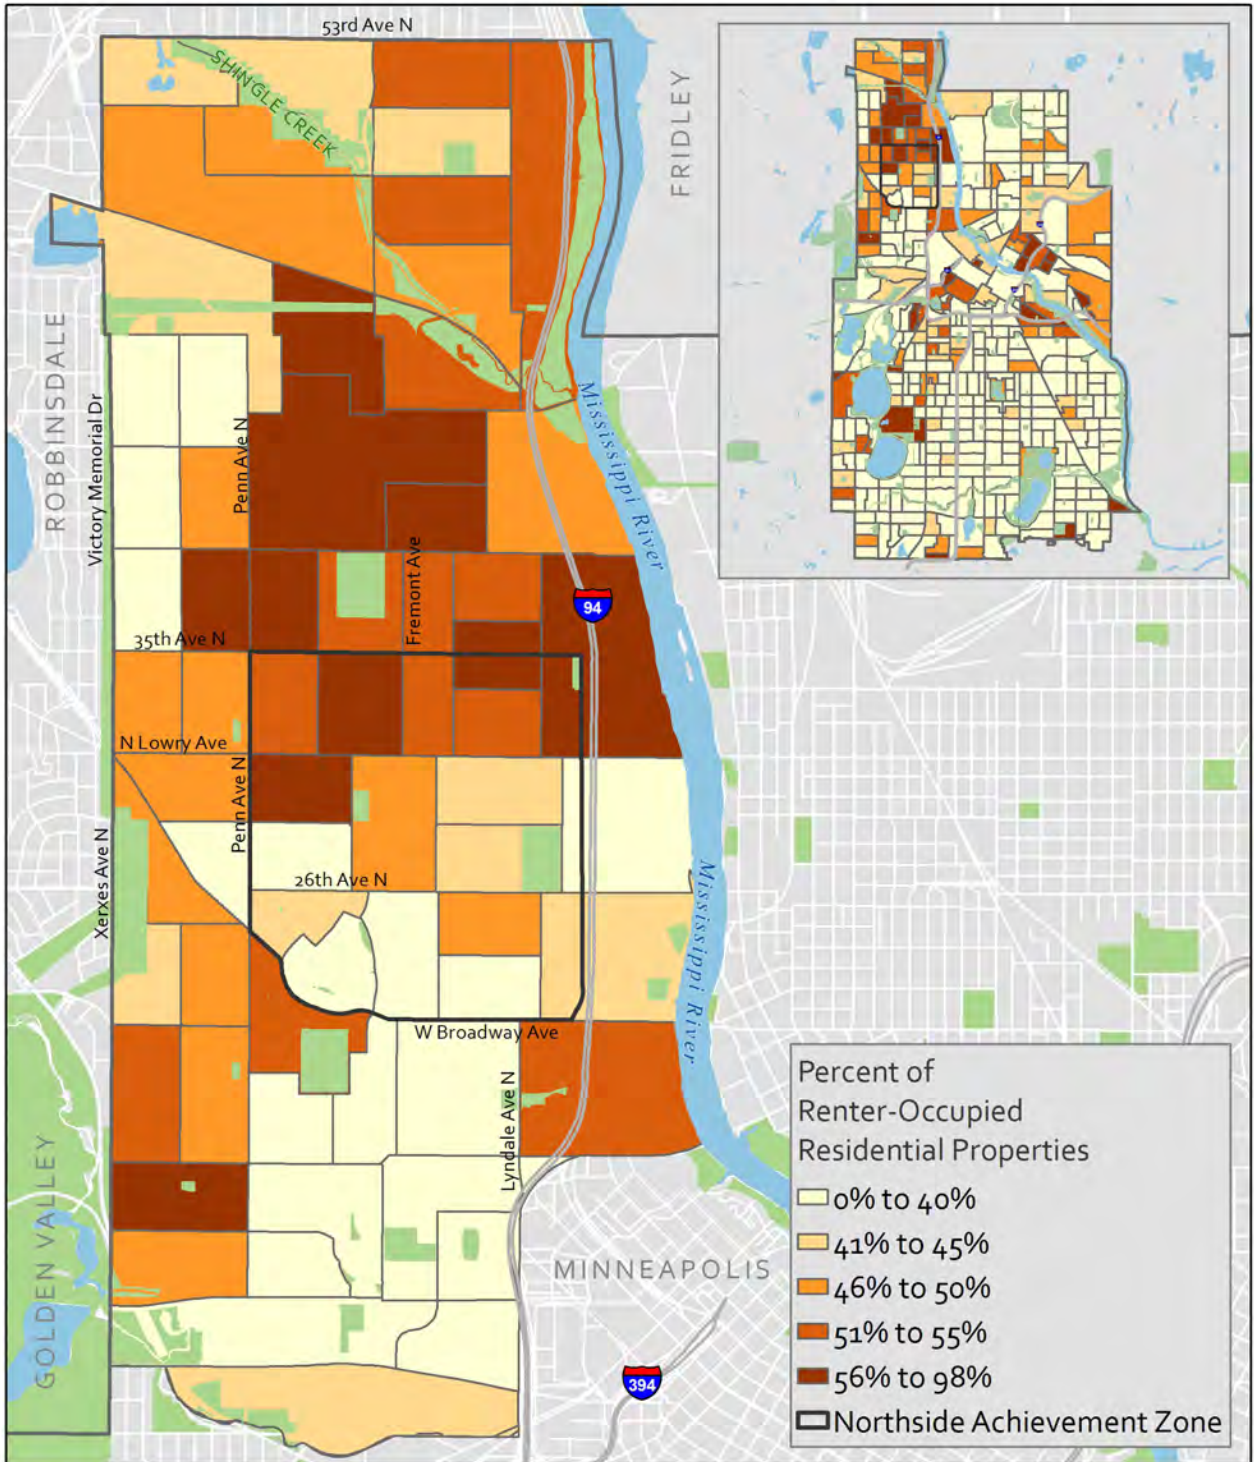 53rd Ave N
SHINGLE CREEK
FRIDLEY
ROBBINSDALE
Victory Memorial Dr
Penn Ave N
Mississippi River
Fremont Ave
94
35th Ave N
N Lowry Ave
Penn Ave N
Xerxes Ave N
26th Ave N
Mississippi River
W Broadway Ave
Lyndale Ave N
GOLDEN VALLEY
MINNEAPOLIS
394
Percent of
Renter-Occupied
Residential Properties
0% to 40%
41% to 45%
46% to 50%
51% to 55%
56% to 98%
Northside Achievement Zone